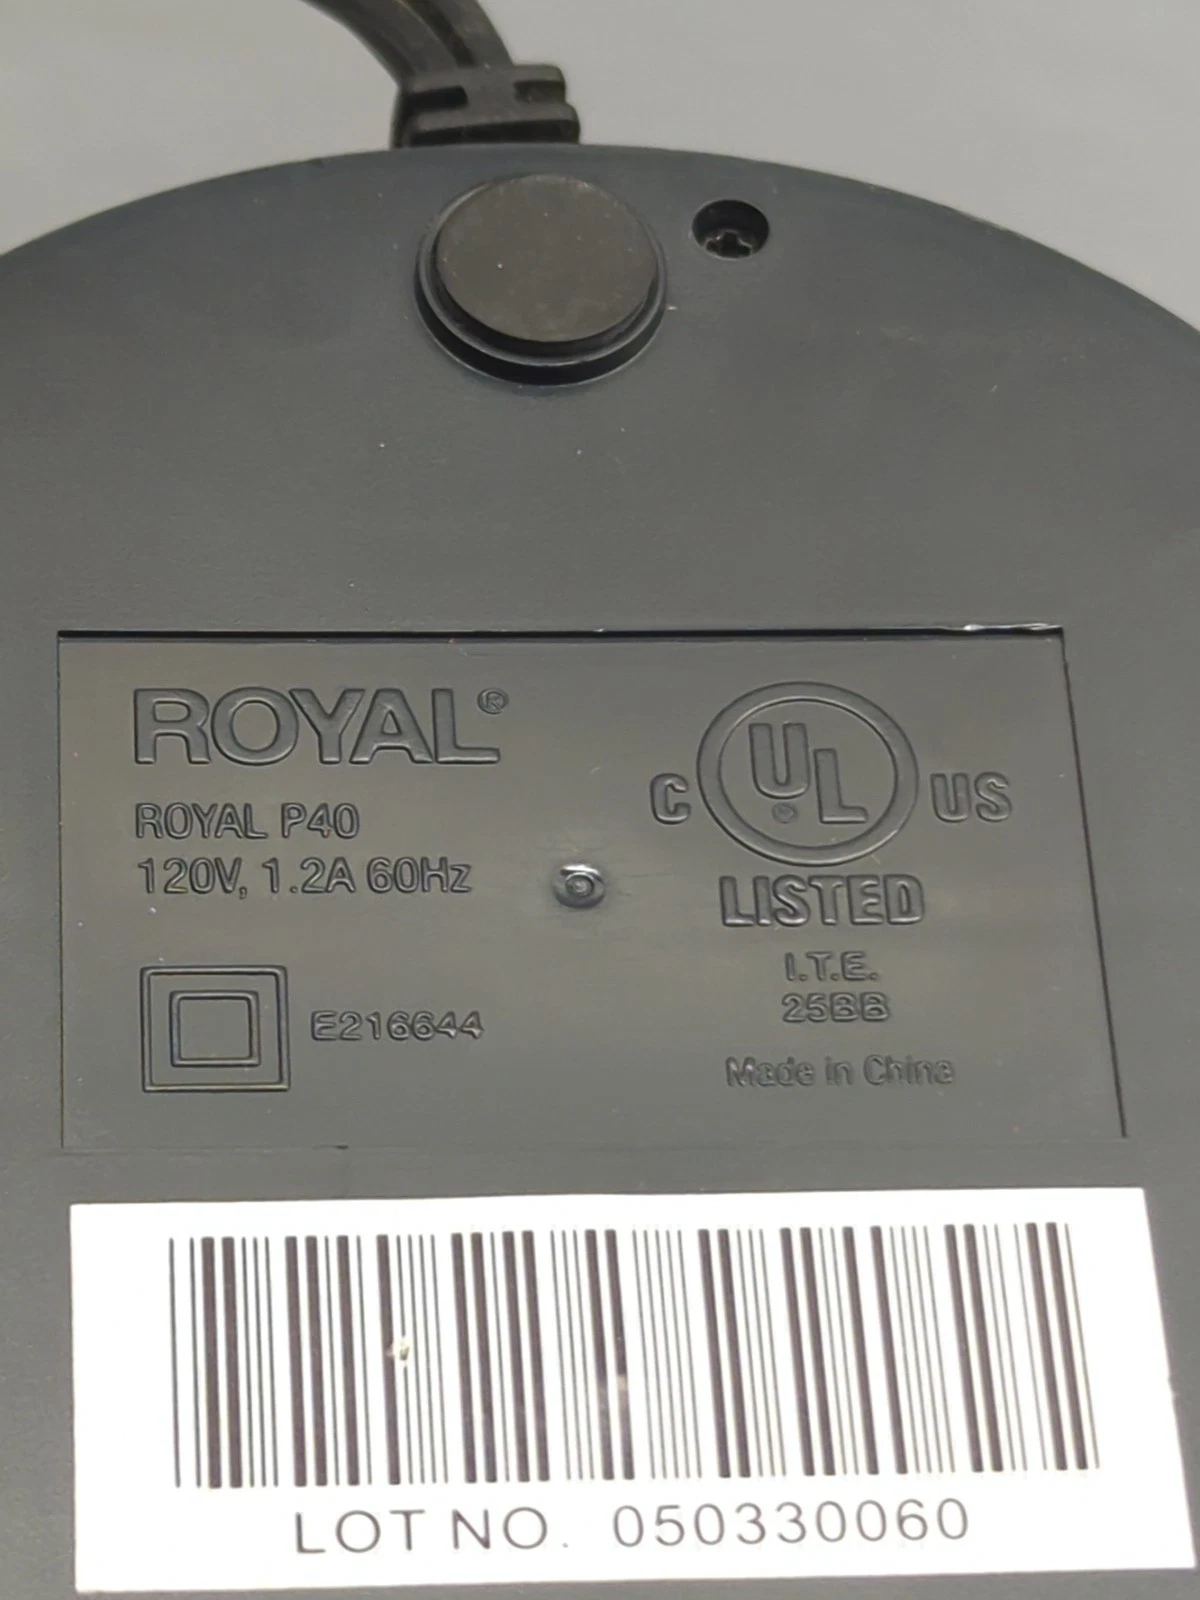 ROYAL®
ROYAL P40
120V, 1.2A 60Hz
E216644
C UL US
LISTED
I.T.E.
25BB
Made in China
LOT NO. 050330060